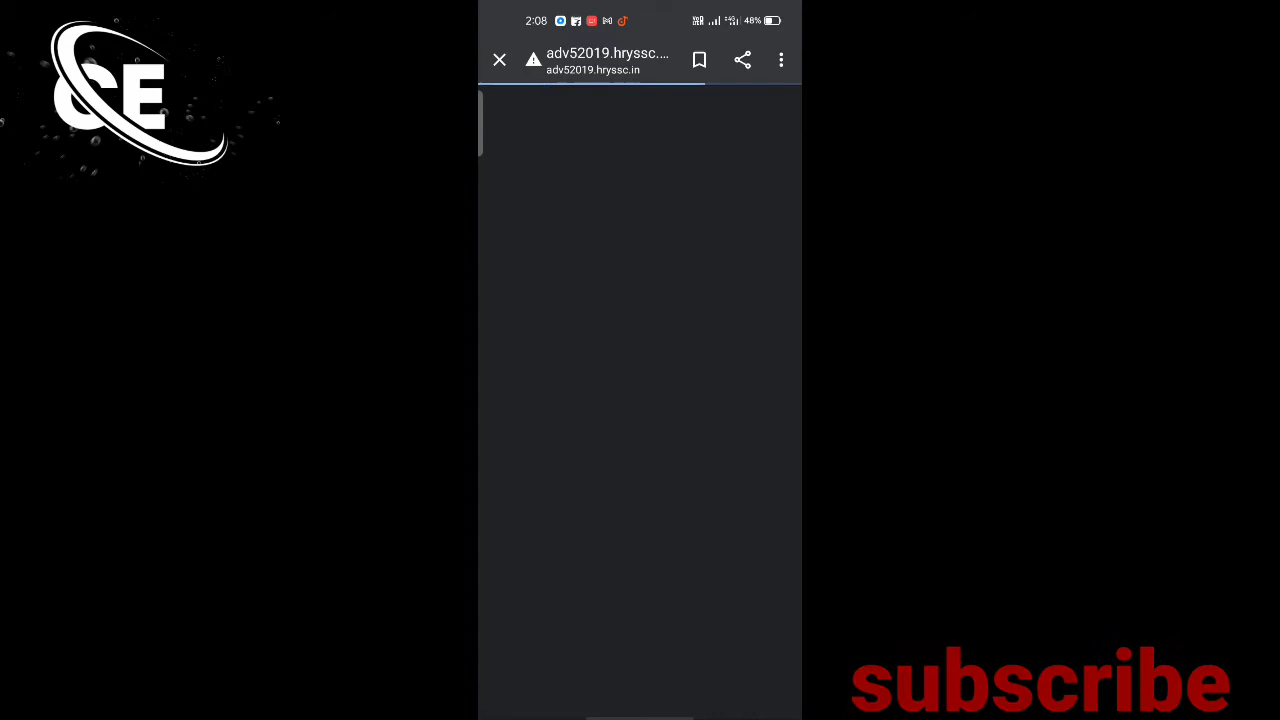 CE
2:08
48%
adv52019.hryssc....
adv52019.hryssc.in
subscribe